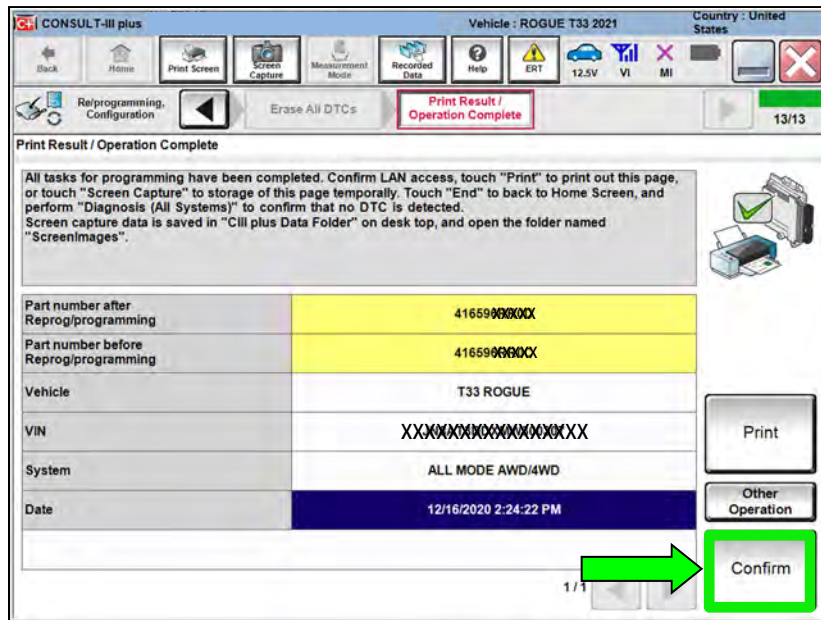 C+ CONSULT-III plus
Vehicle : ROGUE T33 2021
Country : United States
Back
Home
Print Screen
Screen Capture
Measurement Mode
Recorded Data
Help
ERT
12.5V
VI
MI
Re/programming, Configuration
Erase All DTCs
Print Result / Operation Complete
13/13
Print Result / Operation Complete
All tasks for programming have been completed. Confirm LAN access, touch "Print" to print out this page,
or touch "Screen Capture" to storage of this page temporally. Touch "End" to back to Home Screen, and
perform "Diagnosis (All Systems)" to confirm that no DTC is detected.
Screen capture data is saved in "CIII plus Data Folder" on desk top, and open the folder named
"ScreenImages".
Part number after
Reprog/programming
416596XXXXX
Part number before
Reprog/programming
416596XXXXX
Vehicle
T33 ROGUE
VIN
System
ALL MODE AWD/4WD
Date
12/16/2020 2:24:22 PM
Print
Other
Operation
Confirm
1/1